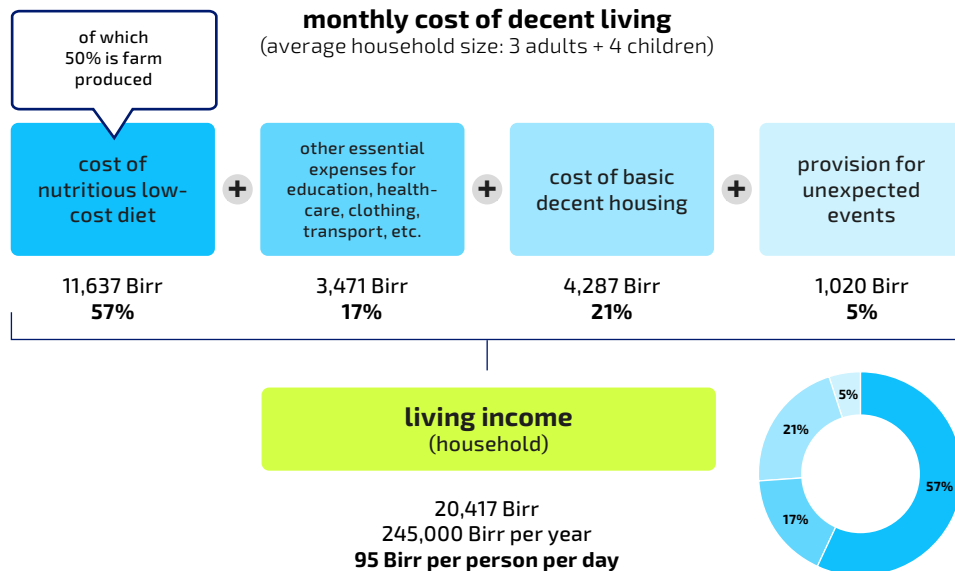 monthly cost of decent living
(average household size: 3 adults + 4 children)
of which
50% is farm
produced
cost of
nutritious low-
cost diet
+
other essential
expenses for
education, health-
care, clothing,
transport, etc.
+
cost of basic
decent housing
+
provision for
unexpected
events
11,637 Birr
57%
3,471 Birr
17%
4,287 Birr
21%
1,020 Birr
5%
living income
(household)
20,417 Birr
245,000 Birr per year
95 Birr per person per day
5%
21%
57%
17%